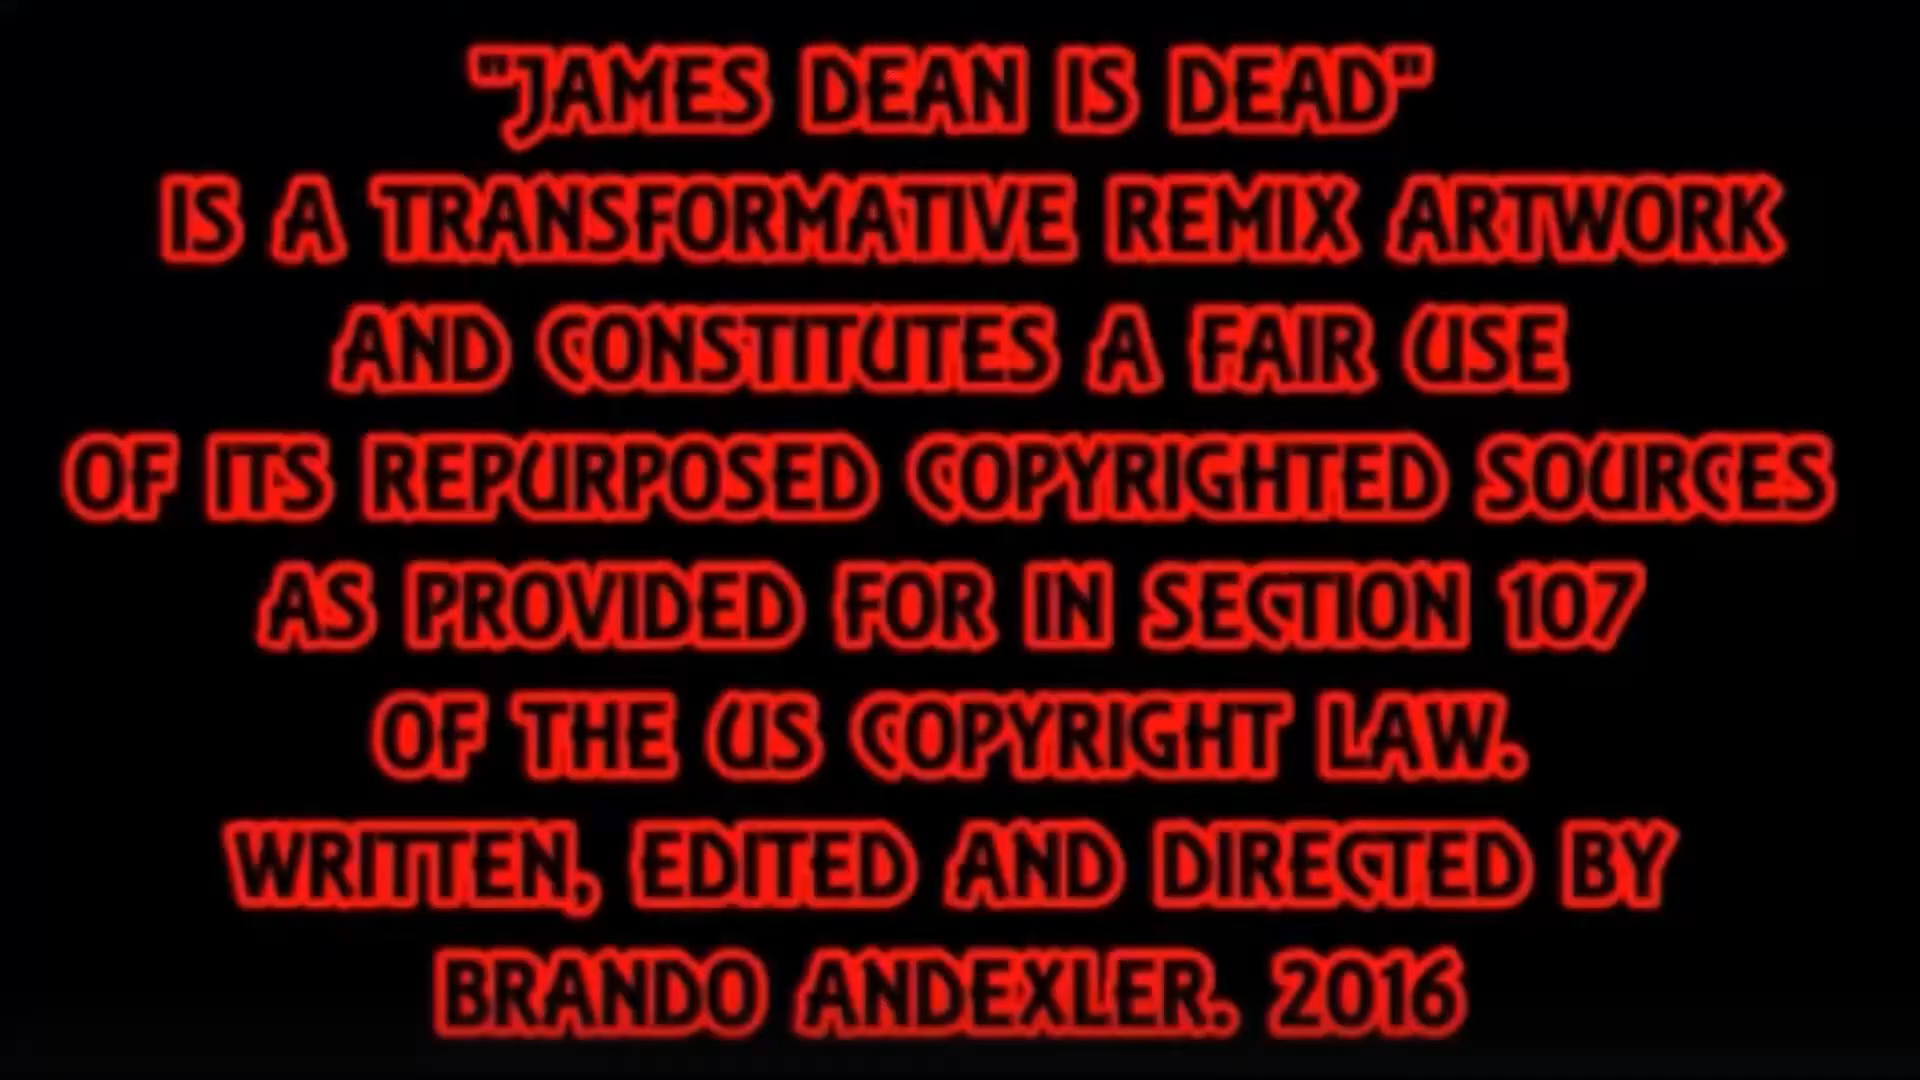 "JAMES DEAN IS DEAD"
IS A TRANSFORMATIVE REMIX ARTWORK
AND CONSTITUTES A FAIR USE
OF ITS REPURPOSED COPYRIGHTED SOURCES
AS PROVIDED FOR IN SECTION 107
OF THE US COPYRIGHT LAW.
WRITTEN, EDITED AND DIRECTED BY
BRANDO ANDEXLER. 2016